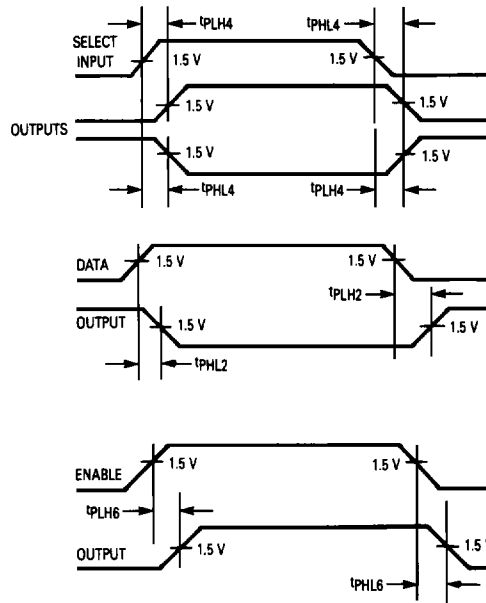 tPLH4 tPHL4
SELECT
INPUT
1.5 V 1.5 V
1.5 V 1.5 V
OUTPUTS
1.5 V 1.5 V
tPHL4 tPLH4
DATA 1.5 V 1.5 V
tPLH2
OUTPUT
1.5 V 1.5 V
tPHL2
ENABLE 1.5 V 1.5 V
tPLH6
OUTPUT 1.5 V 1.5 V
tPHL6